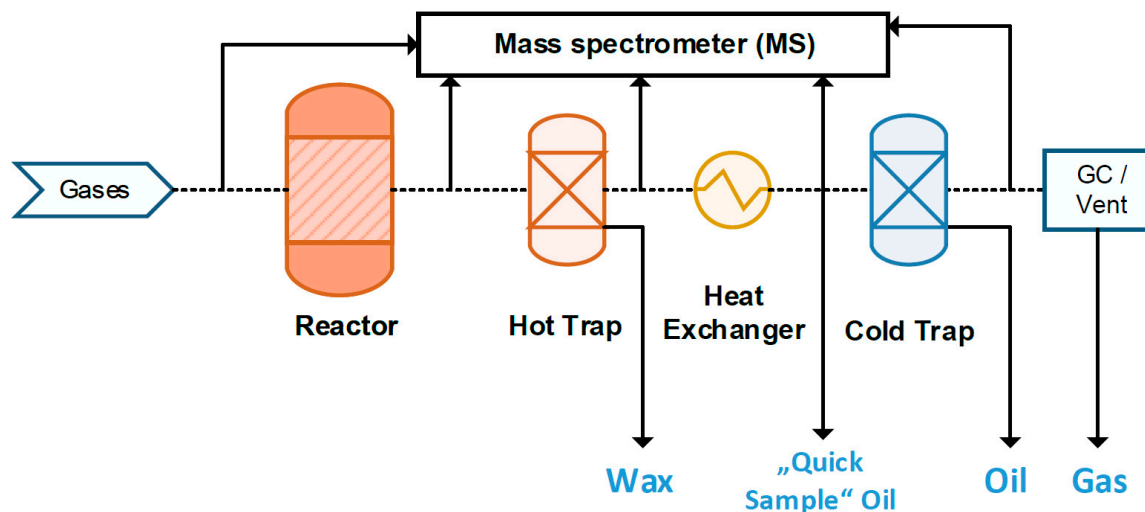 Mass spectrometer (MS)
Gases
GC /
Vent
Reactor
Hot Trap
Heat
Exchanger
Cold Trap
Wax
„Quick
Sample“ Oil
Oil
Gas